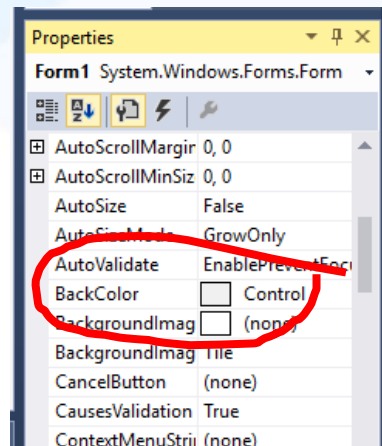 Properties
Form1 System.Windows.Forms.Form
AutoScrollMargir 0, 0
AutoScrollMinSiz 0, 0
AutoSize False
AutoSizeMode GrowOnly
AutoValidate EnablePreventFocu
BackColor Control
BackgroundImag (none)
BackgroundImag Tile
CancelButton (none)
CausesValidation True
ContextMenuStrij (none)